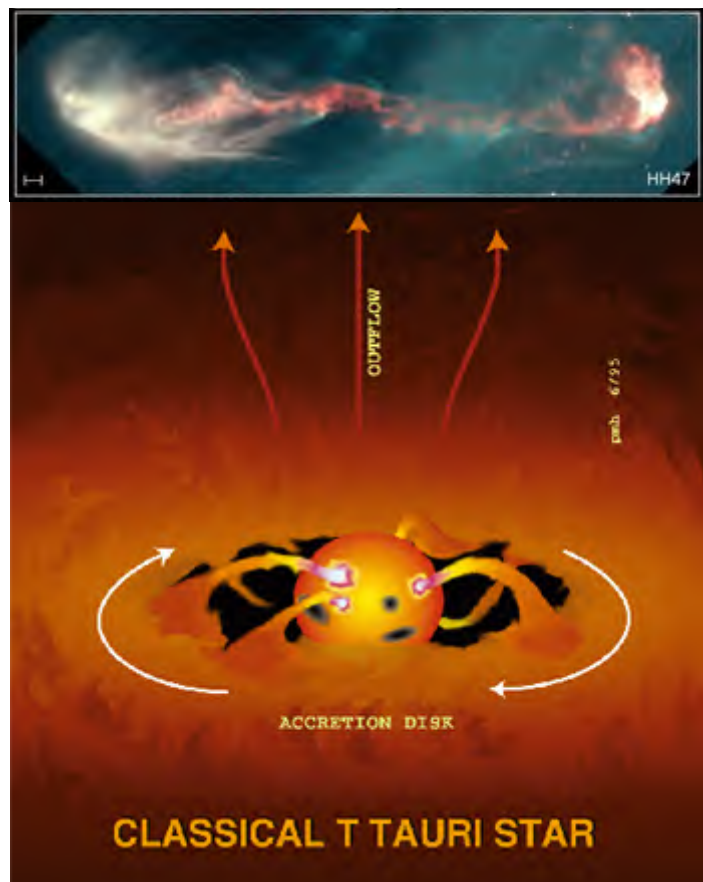 HH47
OUTFLOW
pmh 6/95
ACCRETION DISK
CLASSICAL T TAURI STAR